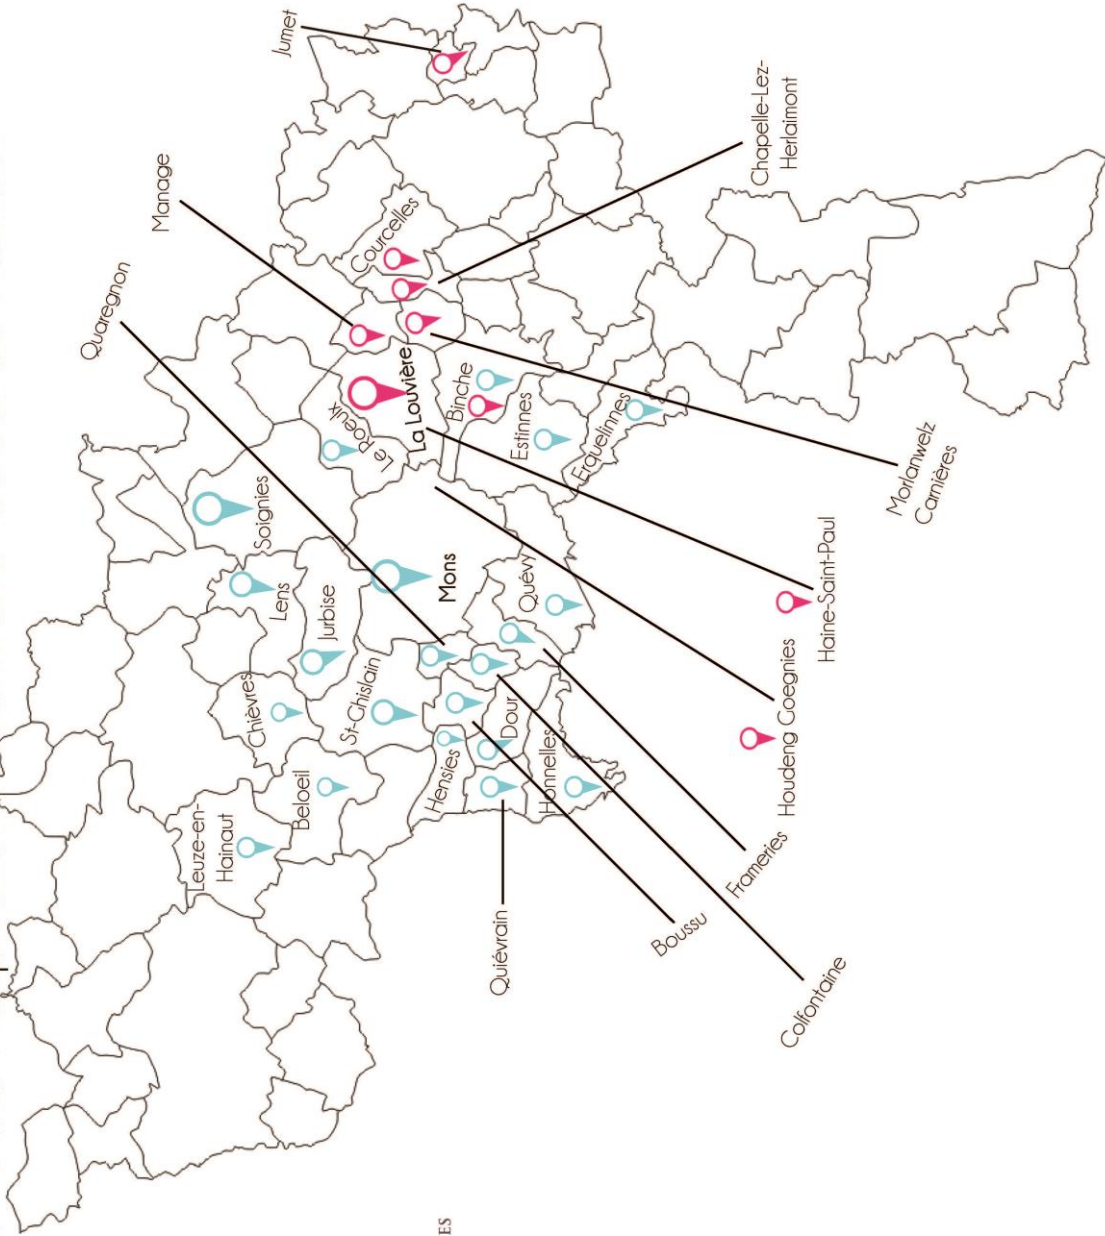 Jumet
Manage
Quaregnon
Chapelle-Lez-
Herlaimont
Courcelles
La Louvière
Le Roeulx
Binche
Estinnes
Erquelinnes
Soignies
Lens
Jurbise
Mons
Quévy
Chièvres
St-Ghislain
Beloeil
Leuze-en-
Hainaut
Hensies
Dour
Honnelles
Morlanwelz
Carnières
Haine-Saint-Paul
Houdeng Goegnies
Frameries
Boussu
Quiévrain
Colfontaine
ES